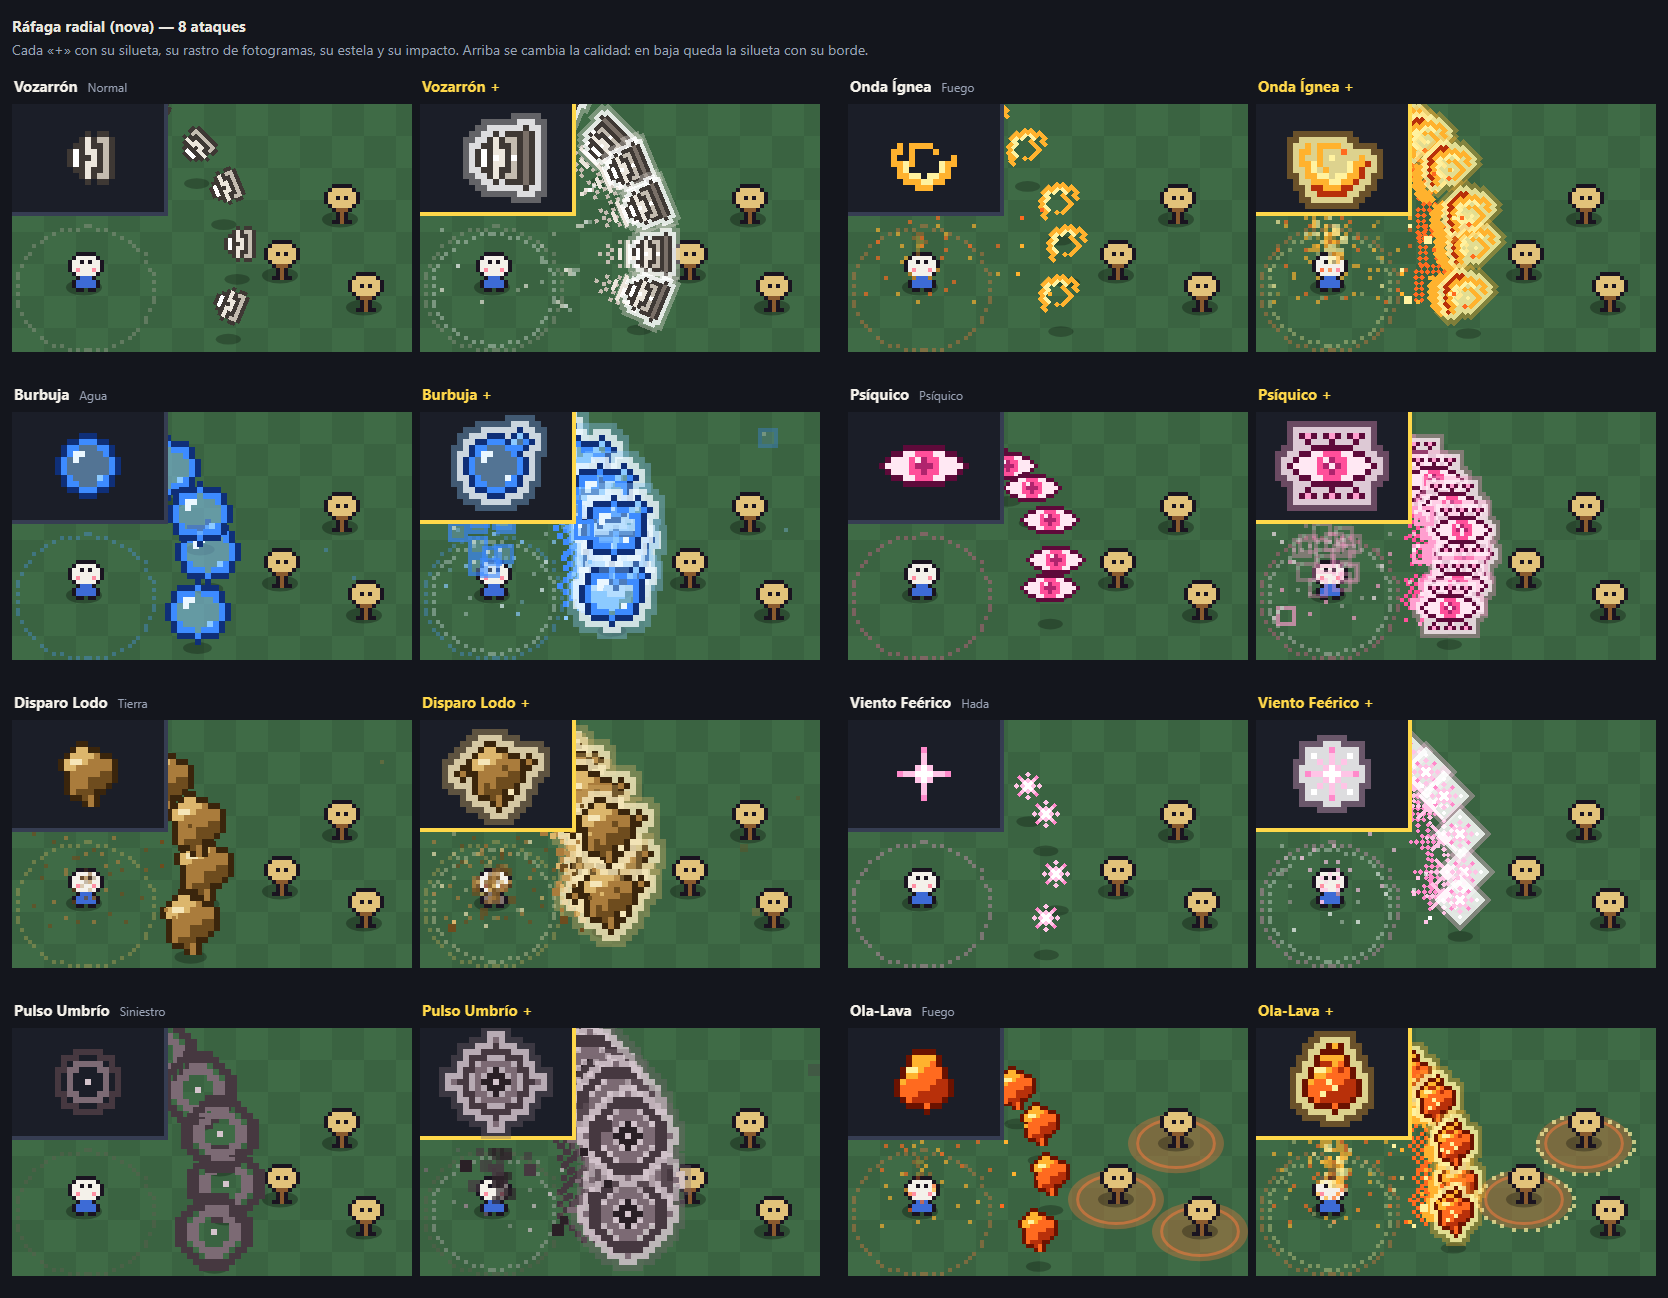 Ráfaga radial (nova) — 8 ataques
Cada «+» con su silueta, su rastro de fotogramas, su estela y su impacto. Arriba se cambia la calidad: en baja queda la silueta con su borde.
Vozarrón Normal
Vozarrón +
Onda Ígnea Fuego
Onda Ígnea +
Burbuja Agua
Burbuja +
Psíquico Psíquico
Psíquico +
Disparo Lodo Tierra
Disparo Lodo +
Viento Feérico Hada
Viento Feérico +
Pulso Umbrío Siniestro
Pulso Umbrío +
Ola-Lava Fuego
Ola-Lava +